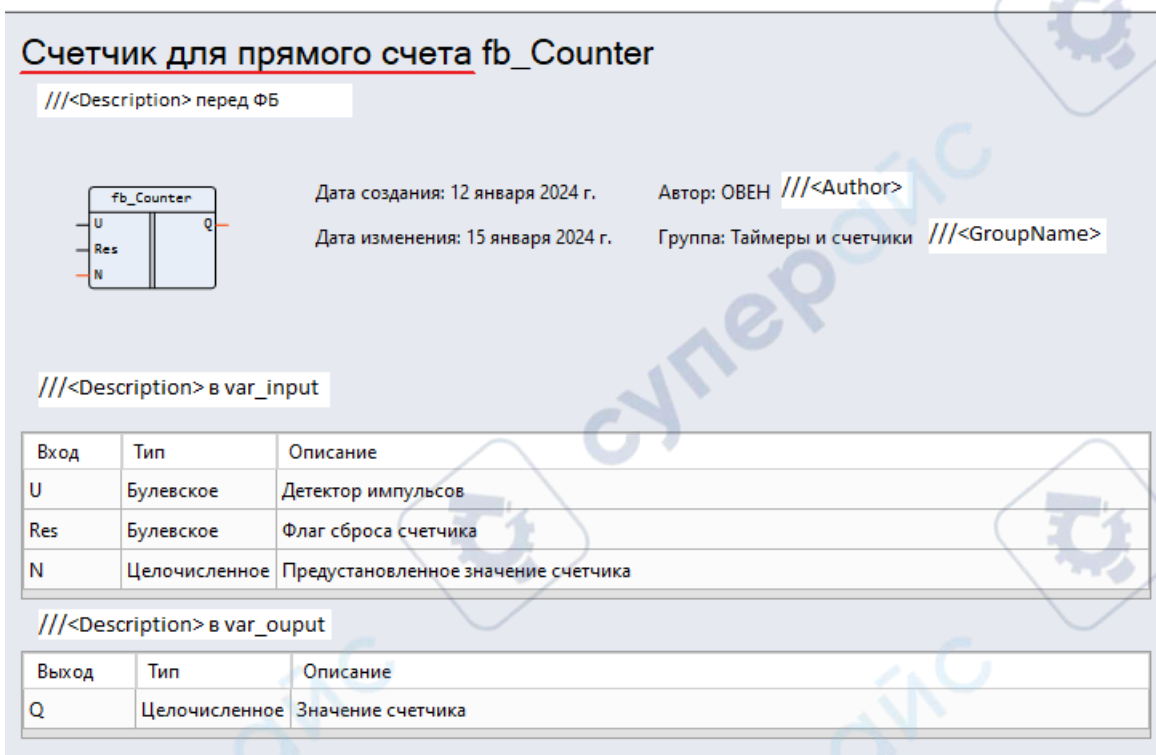 Счетчик для прямого счета fb_Counter
///<Description> перед ФБ
fb_Counter
U Q
Res
N
Дата создания: 12 января 2024 г. Автор: ОВЕН ///<Author>
Дата изменения: 15 января 2024 г. Группа: Таймеры и счетчики ///<GroupName>
///<Description> в var_input
Вход Тип Описание
U Булевское Детектор импульсов
Res Булевское Флаг сброса счетчика
N Целочисленное Предустановленное значение счетчика
///<Description> в var_ouput
Выход Тип Описание
Q Целочисленное Значение счетчика
суперайс